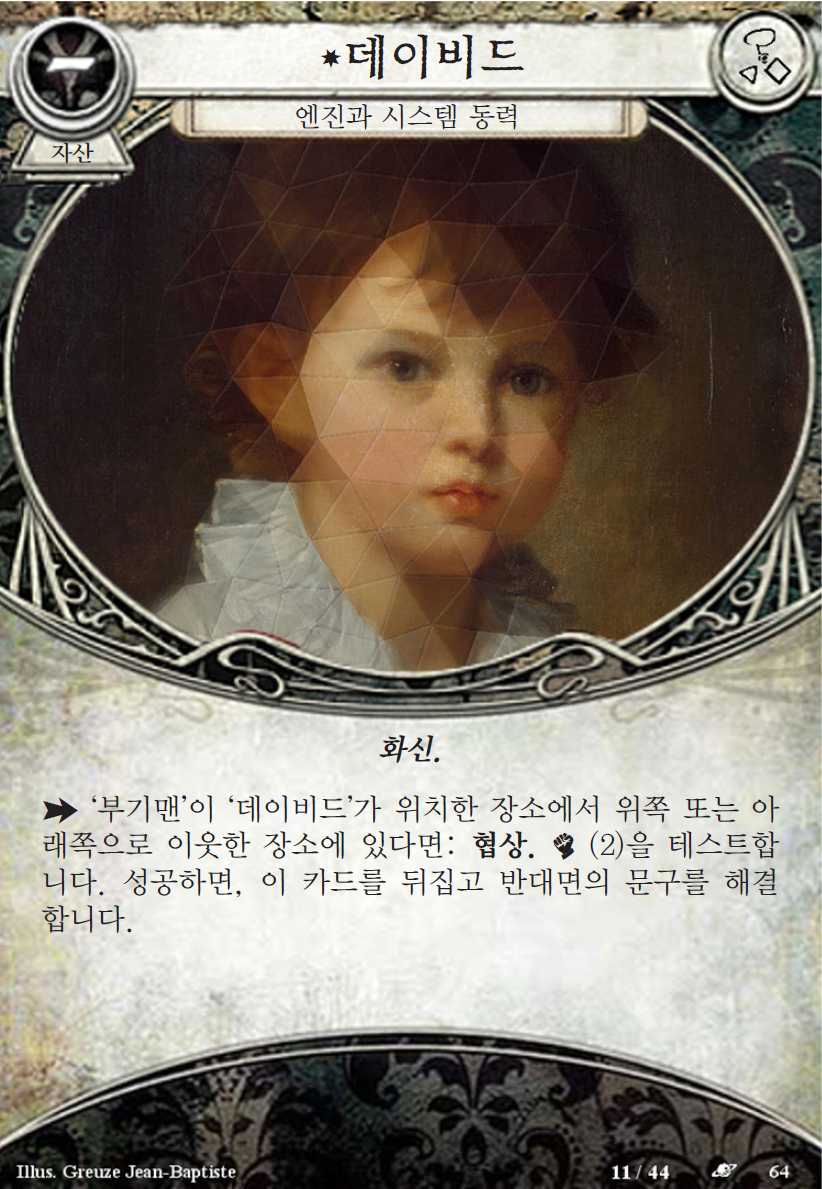 데이비드
엔진과 시스템 동력
자산
화신.
‘부기맨’이 ‘데이비드’가 위치한 장소에서 위쪽 또는 아
래쪽으로 이웃한 장소에 있다면: 협상. (2)을 테스트합
니다. 성공하면, 이 카드를 뒤집고 반대면의 문구를 해결
합니다.
Illus. Greuze Jean-Baptiste
11 / 44
64